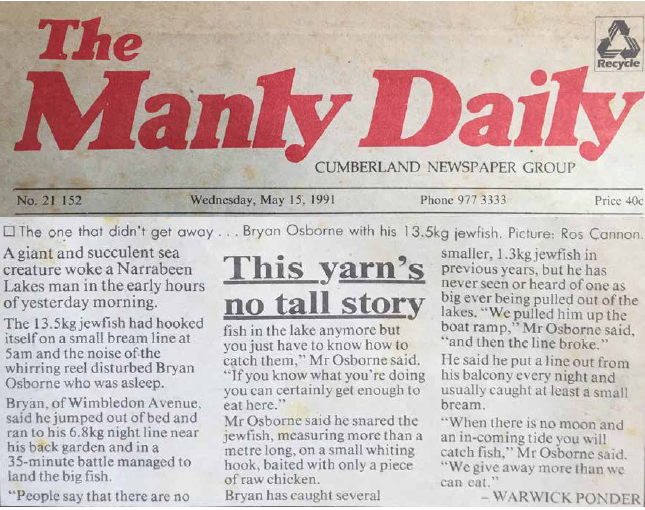 The
Manly Daily
Recycle
CUMBERLAND NEWSPAPER GROUP
No. 21 152 Wednesday, May 15, 1991 Phone 977 3333 Price 40c
□ The one that didn't get away . . . Bryan Osborne with his 13.5kg jewfish. Picture: Ros Cannon.
This yarn's
no tall story
A giant and succulent sea
creature woke a Narrabeen
Lakes man in the early hours
of yesterday morning.
The 13.5kg jewfish had hooked
itself on a small bream line at
5am and the noise of the
whirring reel disturbed Bryan
Osborne who was asleep.
Bryan, of Wimbledon Avenue,
said he jumped out of bed and
ran to his 6.8kg night line near
his back garden and in a
35-minute battle managed to
land the big fish.
"People say that there are no
fish in the lake anymore but
you just have to know how to
catch them," Mr Osborne said.
"If you know what you're doing
you can certainly get enough to
eat here."
Mr Osborne said he snared the
jewfish, measuring more than a
metre long, on a small whiting
hook, baited with only a piece
of raw chicken.
Bryan has caught several
smaller, 1.3kg jewfish in
previous years, but he has
never seen or heard of one as
big ever being pulled out of the
lakes. "We pulled him up the
boat ramp," Mr Osborne said,
"and then the line broke."
He said he put a line out from
his balcony every night and
usually caught at least a small
bream.
"When there is no moon and
an in-coming tide you will
catch fish," Mr Osborne said.
"We give away more than we
can eat."
– WARWICK PONDER